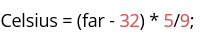 Celsius = (far - 32) * 5/9;